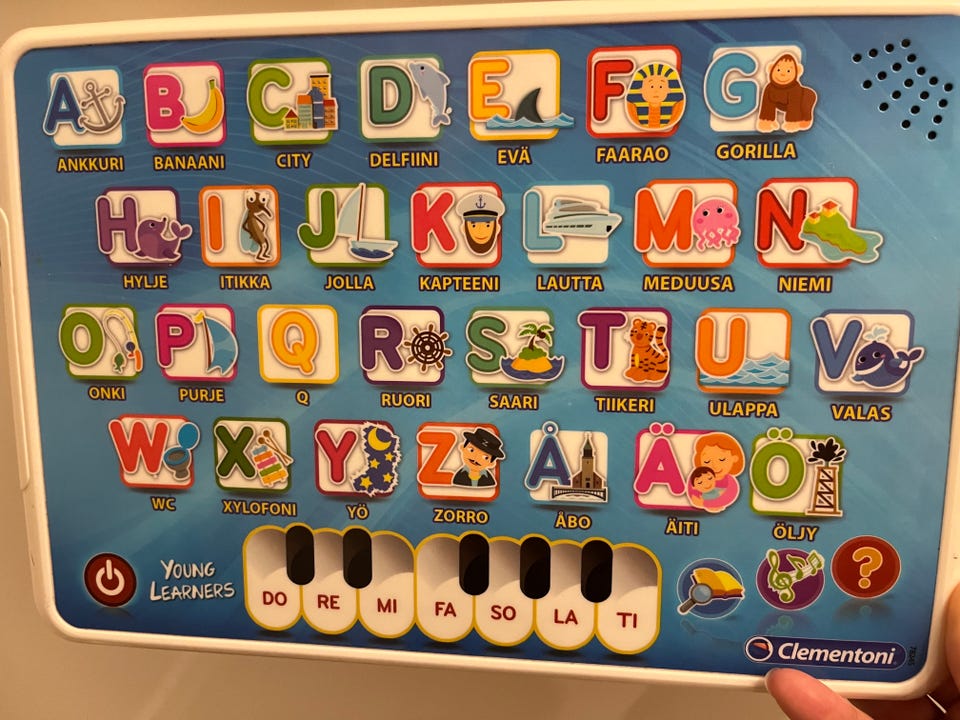 A B C D E F G
ANKKURI BANAANI CITY DELFIINI EVÄ FAARAO GORILLA
H I J K L M N
HYLJE ITIKKA JOLLA KAPTEENI LAUTTA MEDUUSA NIEMI
O P Q R S T U V
ONKI PURJE Q RUORI SAARI TIIKERI ULAPPA VALAS
W X Y Z Å Ä Ö
WC XYLOFONI YÖ ZORRO ÅBO ÄITI ÖLJY
YOUNG
LEARNERS
DO RE MI FA SO LA TI
?
Clementoni